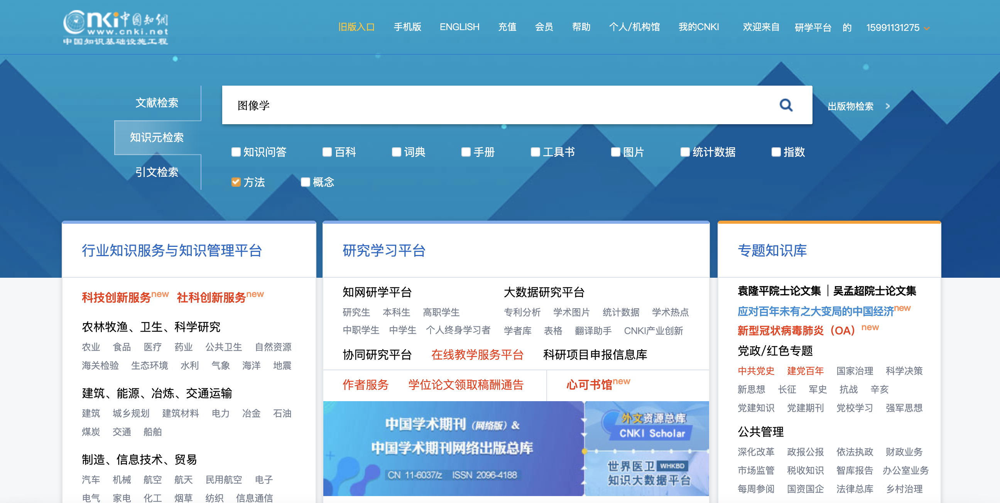 Cnki中国知网
www.cnki.net
中国知识基础设施工程
旧版入口 手机版 ENGLISH 充值 会员 帮助 个人/机构馆 我的CNKI 欢迎来自 研学平台 的 15991131275
文献检索
图像学
出版物检索 >
知识元检索
知识问答 百科 词典 手册 工具书 图片 统计数据 指数
引文检索
方法 概念
行业知识服务与知识管理平台
科技创新服务new 社科创新服务new
农林牧渔、卫生、科学研究
农业 食品 医疗 药业 公共卫生 自然资源
海关检验 生态环境 水利 气象 海洋 地震
建筑、能源、冶炼、交通运输
建筑 城乡规划 建筑材料 电力 冶金 石油
煤炭 交通 船舶
制造、信息技术、贸易
汽车 机械 航空 航天 民用航空 电子
电气 家电 化工 烟草 纺织 信息通信
研究学习平台
知网研学平台
研究生 本科生 高职学生
中职学生 中学生 个人终身学习者
大数据研究平台
专利分析 学术图片 统计数据 学术热点
学者库 表格 翻译助手 CNKI产业创新
协同研究平台 在线教学服务平台 科研项目申报信息库
作者服务 学位论文领取稿酬通告 心可书馆new
中国学术期刊（网络版）&
中国学术期刊网络出版总库
CN 11-6037/z ISSN 2096-4188
外文资源总库
CNKI Scholar
世界医卫 WHKBD
知识大数据平台
专题知识库
袁隆平院士论文集｜吴孟超院士论文集
应对百年未有之大变局的中国经济new
新型冠状病毒肺炎（OA）new
党政/红色专题
中共党史 建党百年 国家治理 科学决策
新思想 长征 军史 抗战 辛亥
党建知识 党建期刊 党校学习 强军思想
公共管理
深化改革 政报公报 依法执政 财政业务
市场监管 税收知识 智库报告 办公室业务
每周参阅 国资国企 法律总库 乡村治理